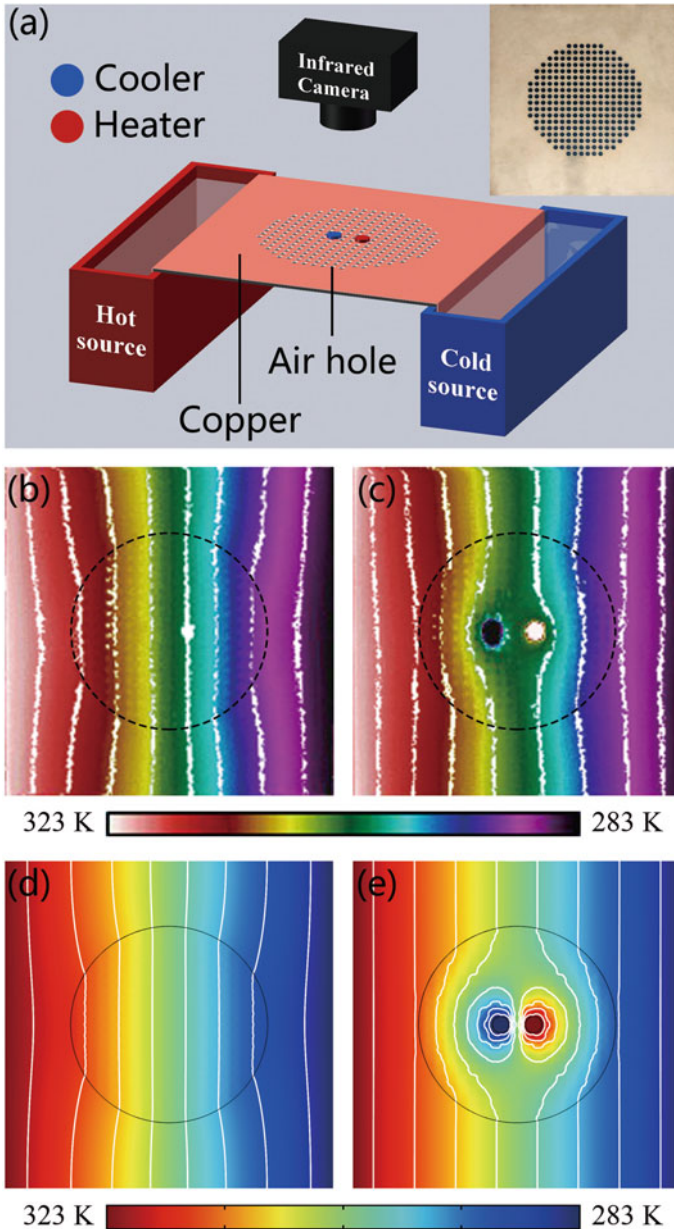 (a)
Infrared
Camera
Cooler
Heater
Hot
source
Air hole
Cold
source
Copper
(b)
(c)
323 K
283 K
(d)
(e)
323 K
283 K